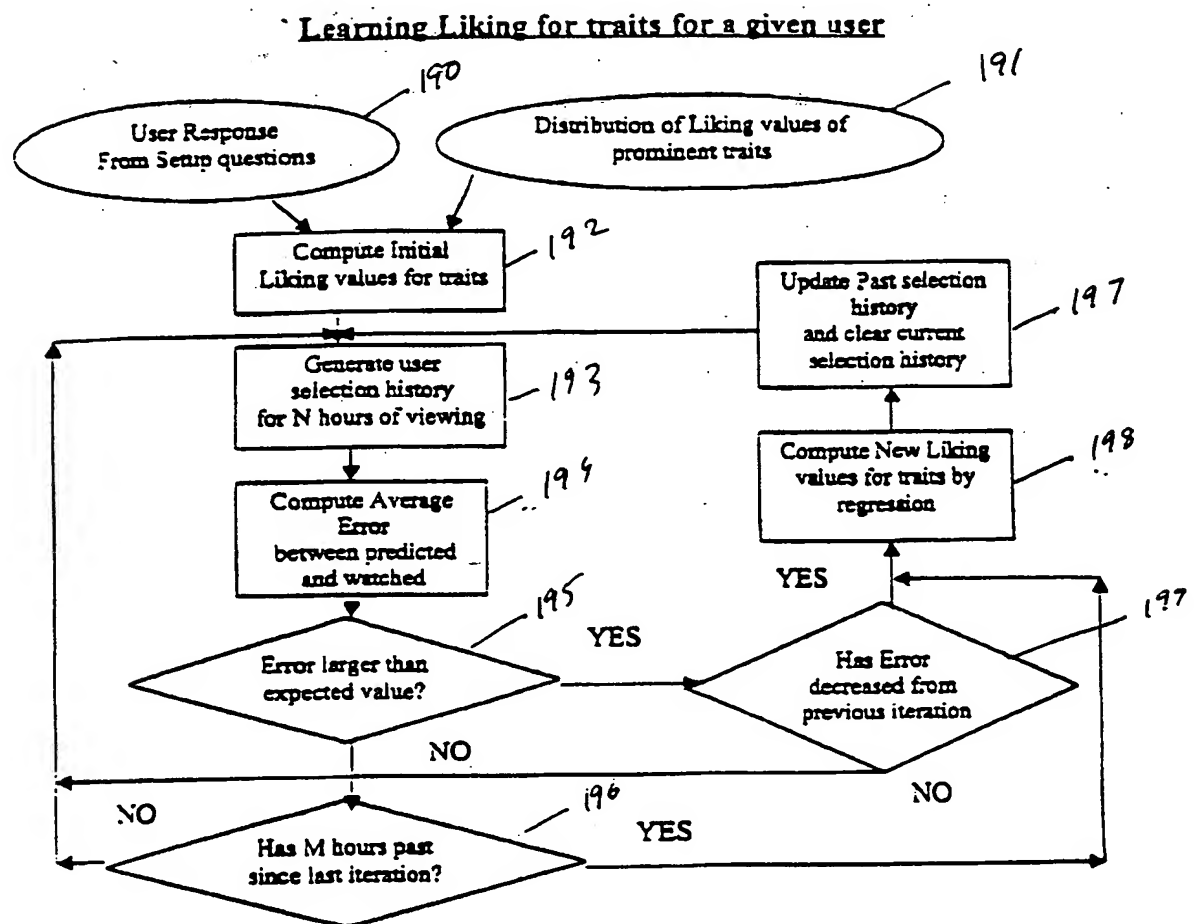 Learning Liking for traits for a given user
190
191
User Response
From Setup questions
Distribution of Liking values of
prominent traits
192
Compute Initial
Liking values for traits
Update Past selection
history
and clear current
selection history
197
Generate user
selection history
for N hours of viewing
193
Compute New Liking
values for traits by
regression
198
Compute Average
Error
between predicted
and watched
194
YES
195
YES
197
Error larger than
expected value?
Has Error
decreased from
previous iteration
NO
NO
NO
196
YES
Has M hours past
since last iteration?